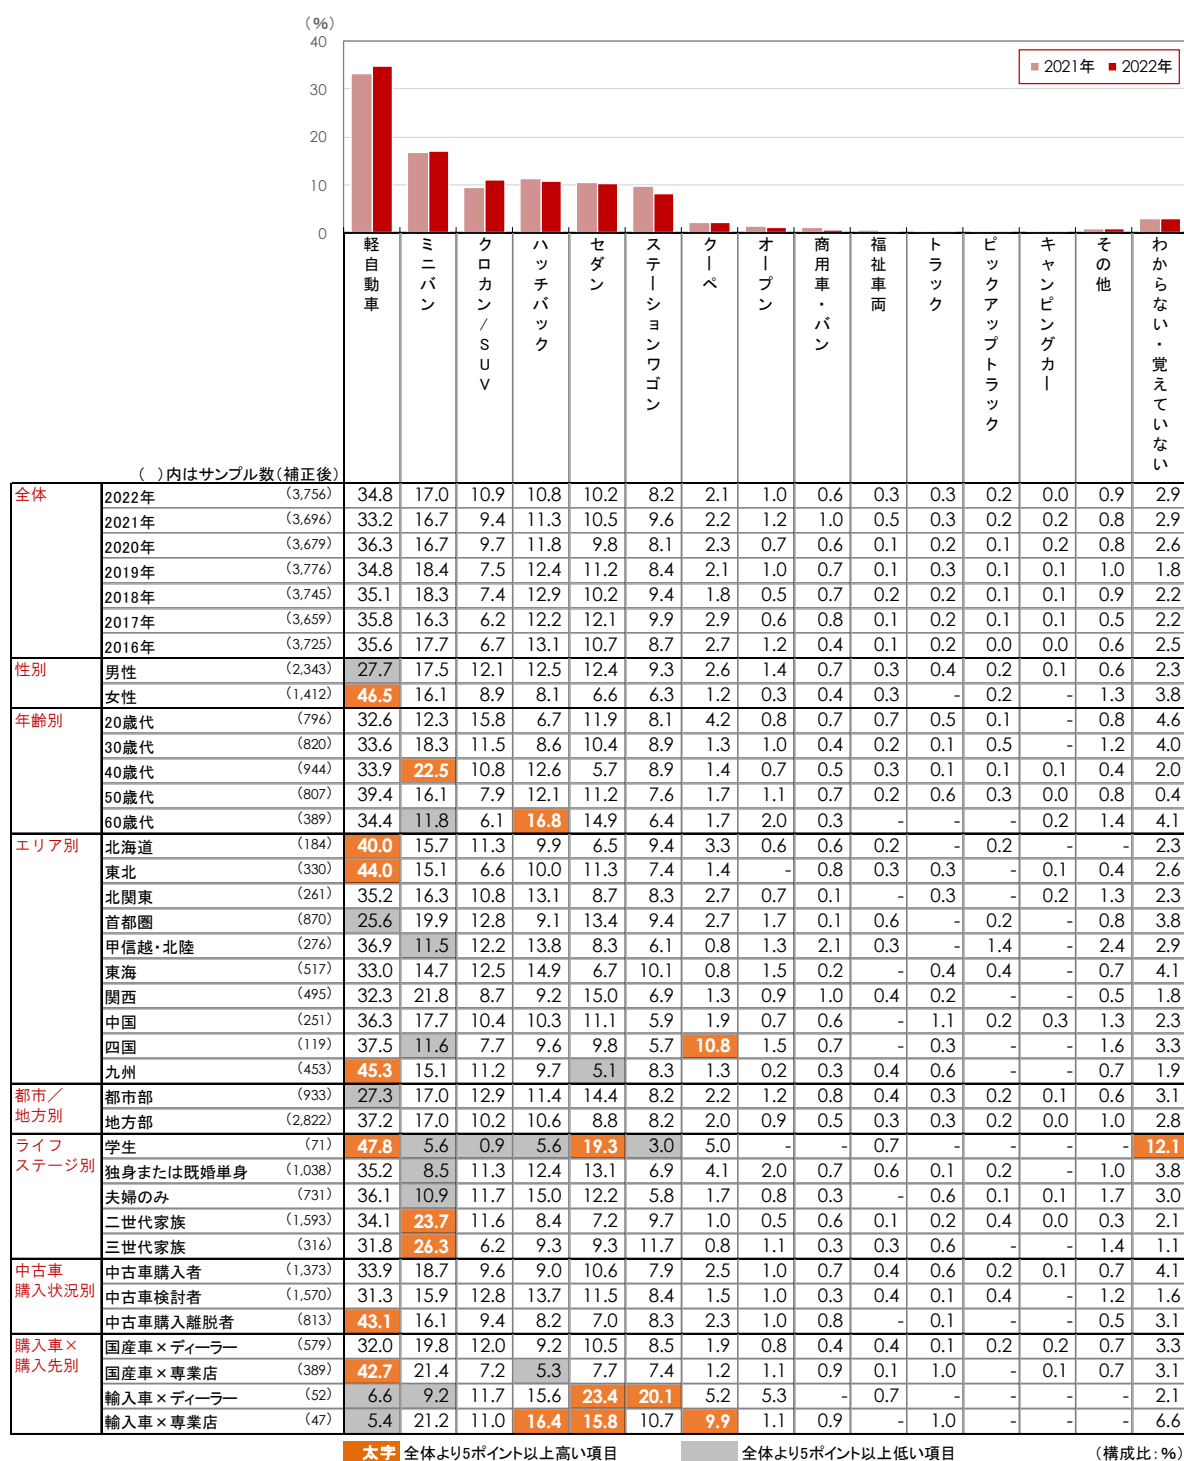 (%)
40
30
20
10
0
2021年 2022年
軽自動車
ミニバン
クロカン/SUV
ハッチバック
セダン
ステーションワゴン
クーペ
オープン
商用車・バン
福祉車両
トラック
ピックアップトラック
キャンピングカー
その他
わからない・覚えていない
( )内はサンプル数(補正後)
全体 2022年 (3,756) 34.8 17.0 10.9 10.8 10.2 8.2 2.1 1.0 0.6 0.3 0.3 0.2 0.0 0.9 2.9
2021年 (3,696) 33.2 16.7 9.4 11.3 10.5 9.6 2.2 1.2 1.0 0.5 0.3 0.2 0.2 0.8 2.9
2020年 (3,679) 36.3 16.7 9.7 11.8 9.8 8.1 2.3 0.7 0.6 0.1 0.2 0.1 0.2 0.8 2.6
2019年 (3,776) 34.8 18.4 7.5 12.4 11.2 8.4 2.1 1.0 0.7 0.1 0.3 0.1 0.1 1.0 1.8
2018年 (3,745) 35.1 18.3 7.4 12.9 10.2 9.4 1.8 0.5 0.7 0.2 0.2 0.1 0.1 0.9 2.2
2017年 (3,659) 35.8 16.3 6.2 12.2 12.1 9.9 2.9 0.6 0.8 0.1 0.2 0.1 0.1 0.5 2.2
2016年 (3,725) 35.6 17.7 6.7 13.1 10.7 8.7 2.7 1.2 0.4 0.1 0.2 0.0 0.0 0.6 2.5
性別 男性 (2,343) 27.7 17.5 12.1 12.5 12.4 9.3 2.6 1.4 0.7 0.3 0.4 0.2 0.1 0.6 2.3
女性 (1,412) 46.5 16.1 8.9 8.1 6.6 6.3 1.2 0.3 0.4 0.3 - 0.2 - 1.3 3.8
年齢別 20歳代 (796) 32.6 12.3 15.8 6.7 11.9 8.1 4.2 0.8 0.7 0.7 0.5 0.1 - 0.8 4.6
30歳代 (820) 33.6 18.3 11.5 8.6 10.4 8.9 1.3 1.0 0.4 0.2 0.1 0.5 - 1.2 4.0
40歳代 (944) 33.9 22.5 10.8 12.6 5.7 8.9 1.4 0.7 0.5 0.3 0.1 0.1 0.1 0.4 2.0
50歳代 (807) 39.4 16.1 7.9 12.1 11.2 7.6 1.7 1.1 0.7 0.2 0.6 0.3 0.0 0.8 0.4
60歳代 (389) 34.4 11.8 6.1 16.8 14.9 6.4 1.7 2.0 0.3 - - - 0.2 1.4 4.1
エリア別 北海道 (184) 40.0 15.7 11.3 9.9 6.5 9.4 3.3 0.6 0.6 0.2 - 0.2 - - 2.3
東北 (330) 44.0 15.1 6.6 10.0 11.3 7.4 1.4 - 0.8 0.3 0.3 - 0.1 0.4 2.6
北関東 (261) 35.2 16.3 10.8 13.1 8.7 8.3 2.7 0.7 0.1 - 0.3 - 0.2 1.3 2.3
首都圏 (870) 25.6 19.9 12.8 9.1 13.4 9.4 2.7 1.7 0.1 0.6 - 0.2 - 0.8 3.8
甲信越・北陸 (276) 36.9 11.5 12.2 13.8 8.3 6.1 0.8 1.3 2.1 0.3 - 1.4 - 2.4 2.9
東海 (517) 33.0 14.7 12.5 14.9 6.7 10.1 0.8 1.5 0.2 - 0.4 0.4 - 0.7 4.1
関西 (495) 32.3 21.8 8.7 9.2 15.0 6.9 1.3 0.9 1.0 0.4 0.2 - - 0.5 1.8
中国 (251) 36.3 17.7 10.4 10.3 11.1 5.9 1.9 0.7 0.6 - 1.1 0.2 0.3 1.3 2.3
四国 (119) 37.5 11.6 7.7 9.6 9.8 5.7 10.8 1.5 0.7 - 0.3 - - 1.6 3.3
九州 (453) 45.3 15.1 11.2 9.7 5.1 8.3 1.3 0.2 0.3 0.4 0.6 - - 0.7 1.9
都市/地方別 都市部 (933) 27.3 17.0 12.9 11.4 14.4 8.2 2.2 1.2 0.8 0.4 0.3 0.2 0.1 0.6 3.1
地方部 (2,822) 37.2 17.0 10.2 10.6 8.8 8.2 2.0 0.9 0.5 0.3 0.3 0.2 0.0 1.0 2.8
ライフステージ別 学生 (71) 47.8 5.6 0.9 5.6 19.3 3.0 5.0 - - 0.7 - - - - 12.1
独身または既婚単身 (1,038) 35.2 8.5 11.3 12.4 13.1 6.9 4.1 2.0 0.7 0.6 0.1 0.2 - 1.0 3.8
夫婦のみ (731) 36.1 10.9 11.7 15.0 12.2 5.8 1.7 0.8 0.3 - 0.6 0.1 0.1 1.7 3.0
二世代家族 (1,593) 34.1 23.7 11.6 8.4 7.2 9.7 1.0 0.5 0.6 0.1 0.2 0.4 0.0 0.3 2.1
三世代家族 (316) 31.8 26.3 6.2 9.3 9.3 11.7 0.8 1.1 0.3 0.3 0.6 - - 1.4 1.1
中古車購入状況別 中古車購入者 (1,373) 33.9 18.7 9.6 9.0 10.6 7.9 2.5 1.0 0.7 0.4 0.6 0.2 0.1 0.7 4.1
中古車検討者 (1,570) 31.3 15.9 12.8 13.7 11.5 8.4 1.5 1.0 0.3 0.4 0.1 0.4 - 1.2 1.6
中古車購入離脱者 (813) 43.1 16.1 9.4 8.2 7.0 8.3 2.3 1.0 0.8 - 0.1 - - 0.5 3.1
購入車×購入先別 国産車×ディーラー (579) 32.0 19.8 12.0 9.2 10.5 8.5 1.9 0.8 0.4 0.4 0.1 0.2 0.2 0.7 3.3
国産車×専業店 (389) 42.7 21.4 7.2 5.3 7.7 7.4 1.2 1.1 0.9 0.1 1.0 - 0.1 0.7 3.1
輸入車×ディーラー (52) 6.6 9.2 11.7 15.6 23.4 20.1 5.2 5.3 - 0.7 - - - - 2.1
輸入車×専業店 (47) 5.4 21.2 11.0 16.4 15.8 10.7 9.9 1.1 0.9 - 1.0 - - - 6.6
太字 全体より5ポイント以上高い項目 全体より5ポイント以上低い項目 (構成比:%)